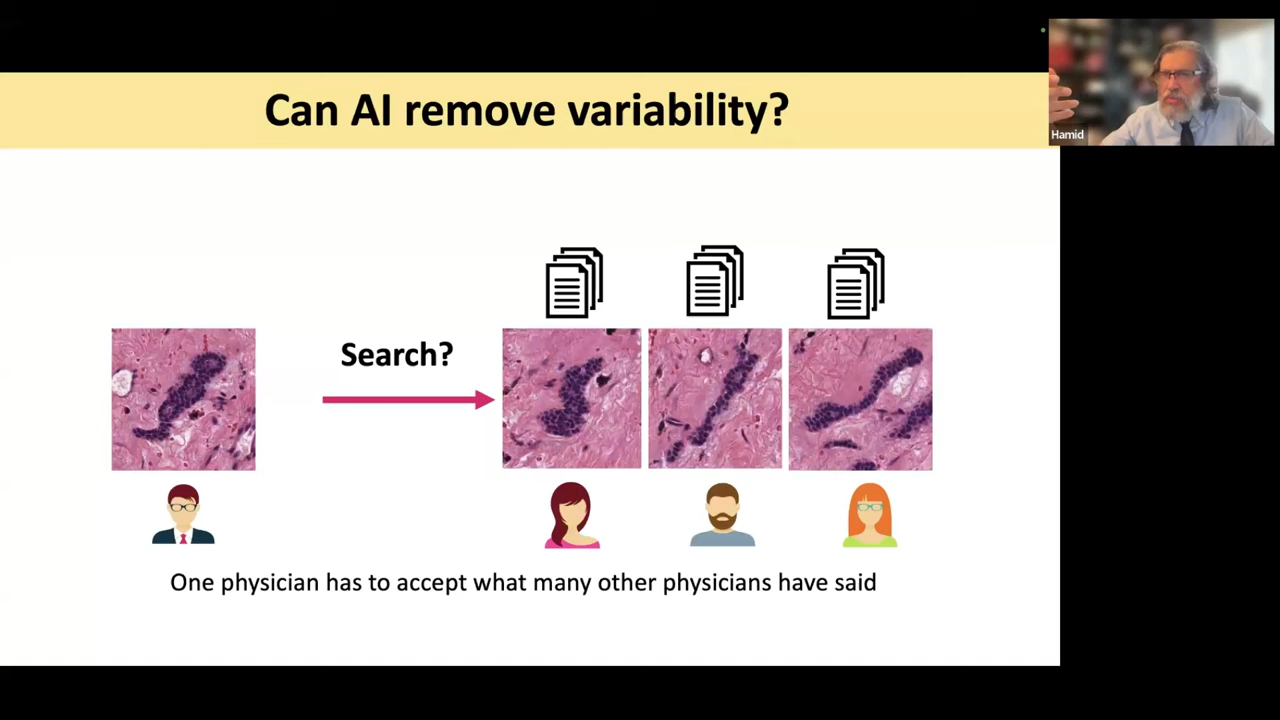 Can AI remove variability?
Hamid
Search?
One physician has to accept what many other physicians have said